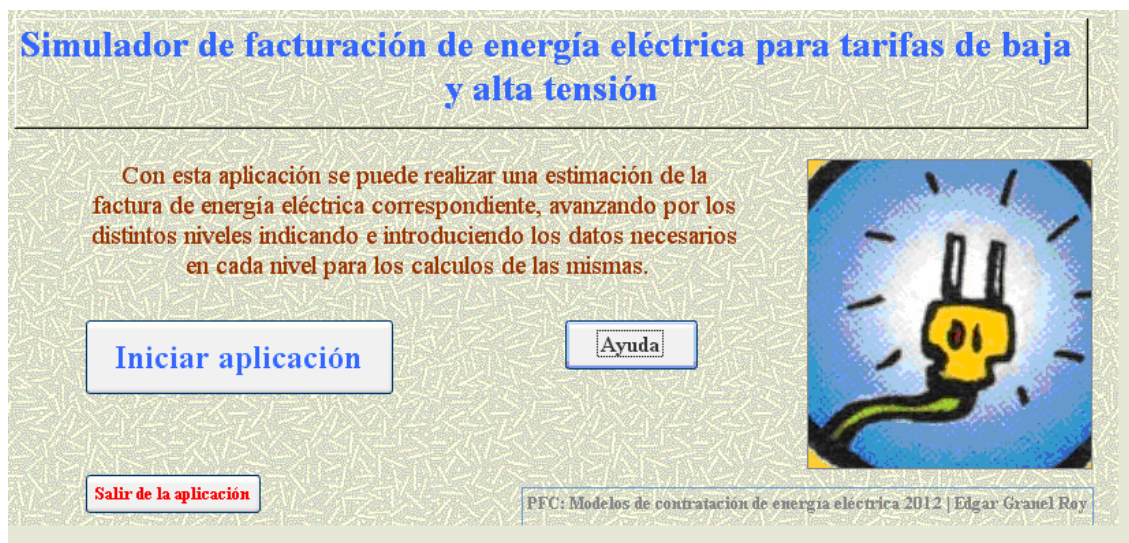 Simulador de facturación de energía eléctrica para tarifas de baja
y alta tensión
Con esta aplicación se puede realizar una estimación de la
factura de energía eléctrica correspondiente, avanzando por los
distintos niveles indicando e introduciendo los datos necesarios
en cada nivel para los calculos de las mismas.
Iniciar aplicación
Ayuda
Salir de la aplicación
PFC: Modelos de contratación de energía eléctrica 2012 | Edgar Granel Roy